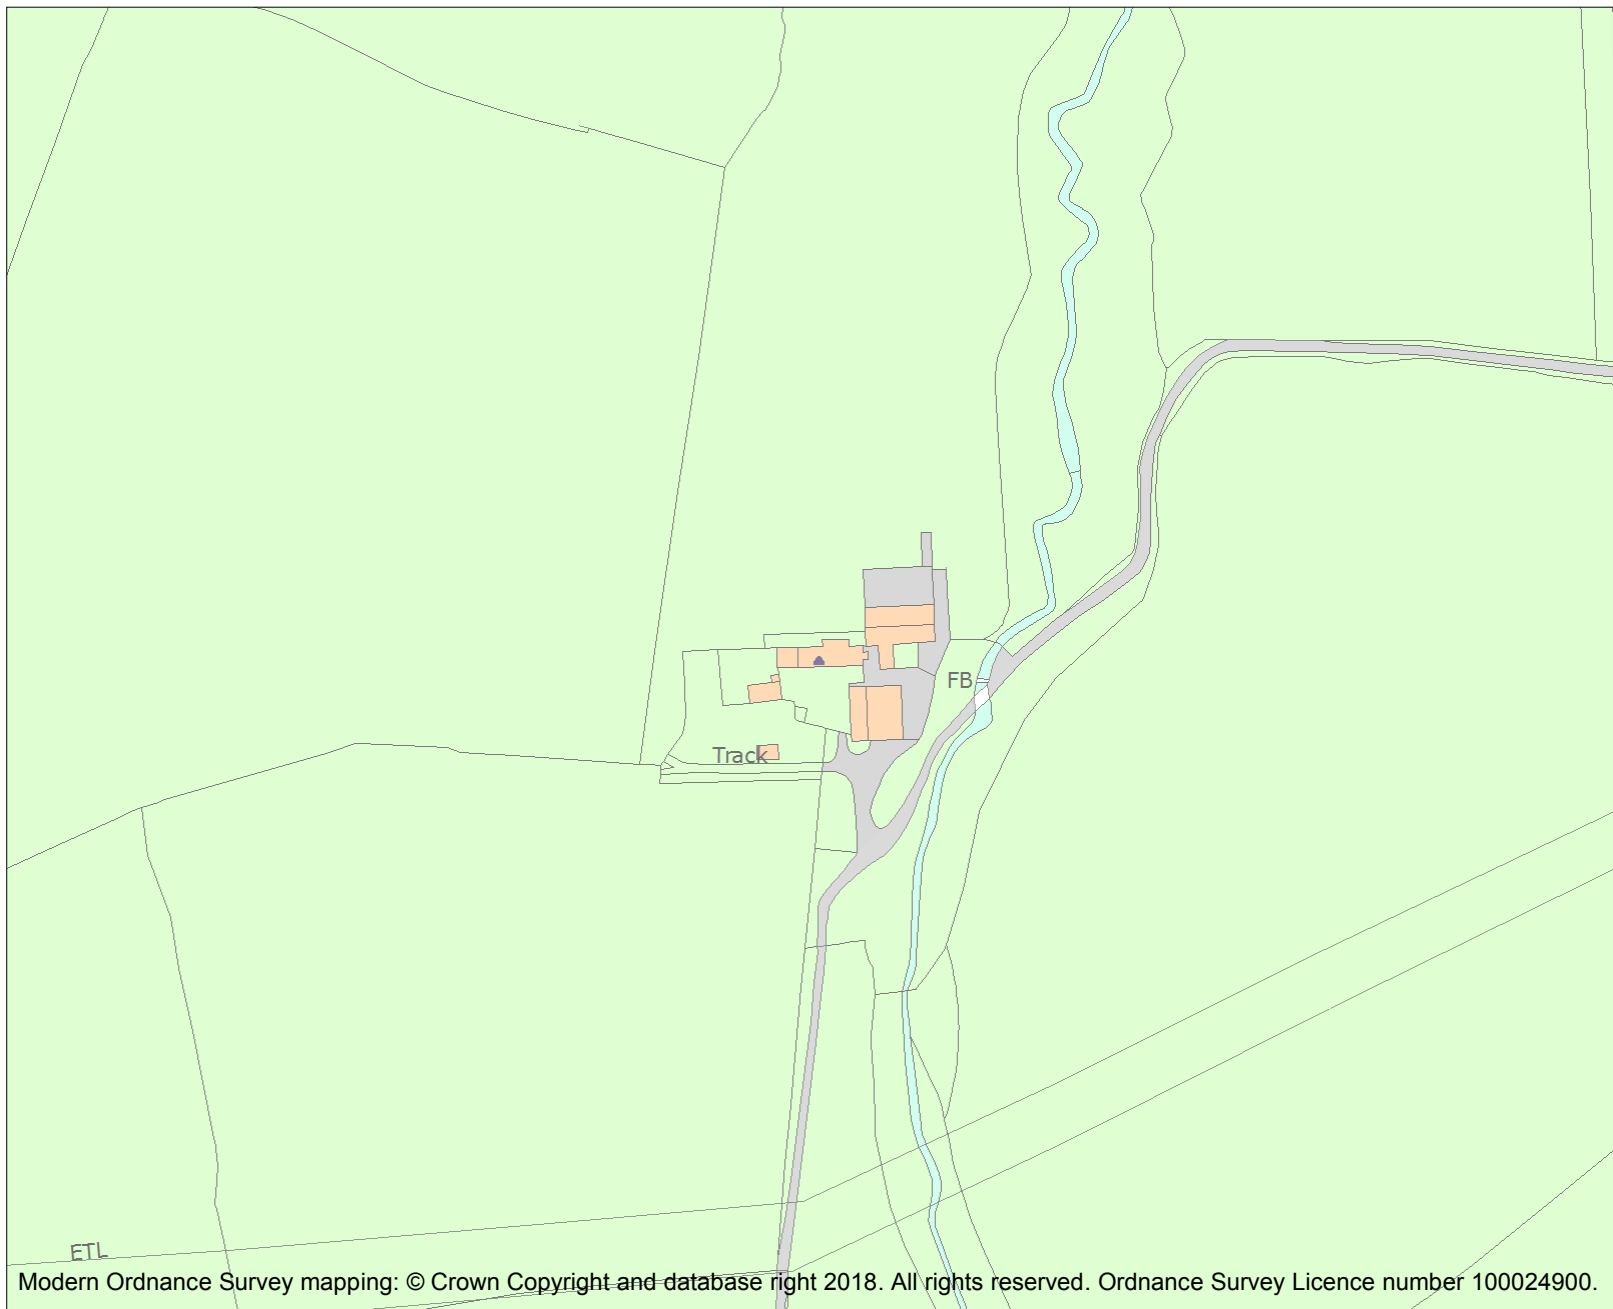 FB
Track
ETL
Modern Ordnance Survey mapping: © Crown Copyright and database right 2018. All rights reserved. Ordnance Survey Licence number 100024900.